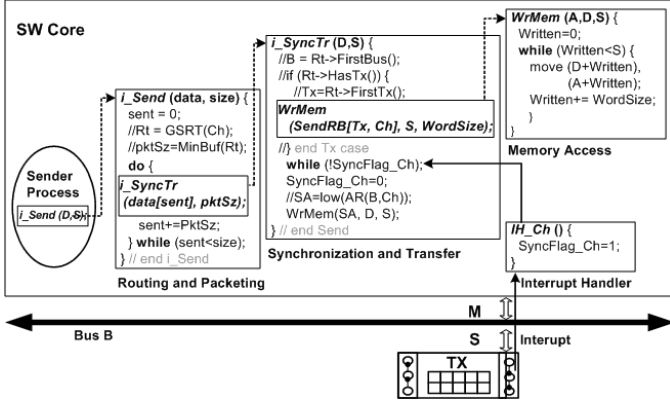 SW Core
Sender
Process
i_Send (D,S);
i_Send (data, size) {
sent = 0;
//Rt = GSRT(Ch);
//pktSz=MinBuf(Rt);
do {
i_SyncTr
(data[sent], pktSz);
sent+=PktSz;
} while (sent<size);
} // end i_Send
Routing and Packeting
i_SyncTr (D,S) {
//B = Rt->FirstBus();
//if (Rt->HasTx()) {
//Tx=Rt->FirstTx();
WrMem
(SendRB[Tx, Ch], S, WordSize);
//} end Tx case
while (!SyncFlag_Ch);
SyncFlag_Ch=0;
//SA=low(AR(B,Ch));
WrMem(SA, D, S);
} // end Send
Synchronization and Transfer
WrMem (A,D,S) {
Written=0;
while (Written<S) {
move (D+Written),
(A+Written);
Written+= WordSize;
}
}
Memory Access
IH_Ch () {
SyncFlag_Ch=1;
}
Interrupt Handler
M
Bus B
S
Interupt
TX